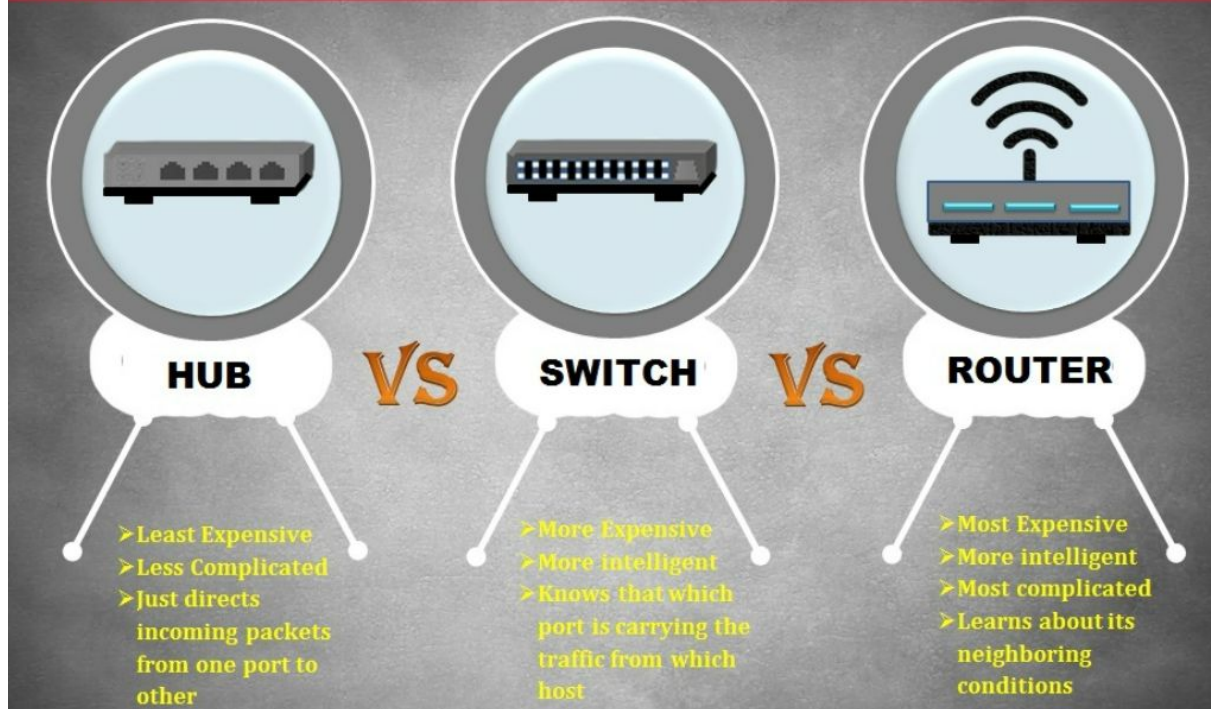 HUB
VS
SWITCH
VS
ROUTER
➢Least Expensive
➢Less Complicated
➢Just directs
incoming packets
from one port to
other
➢More Expensive
➢More intelligent
➢Knows that which
port is carrying the
traffic from which
host
➢Most Expensive
➢More intelligent
➢Most complicated
➢Learns about its
neighboring
conditions